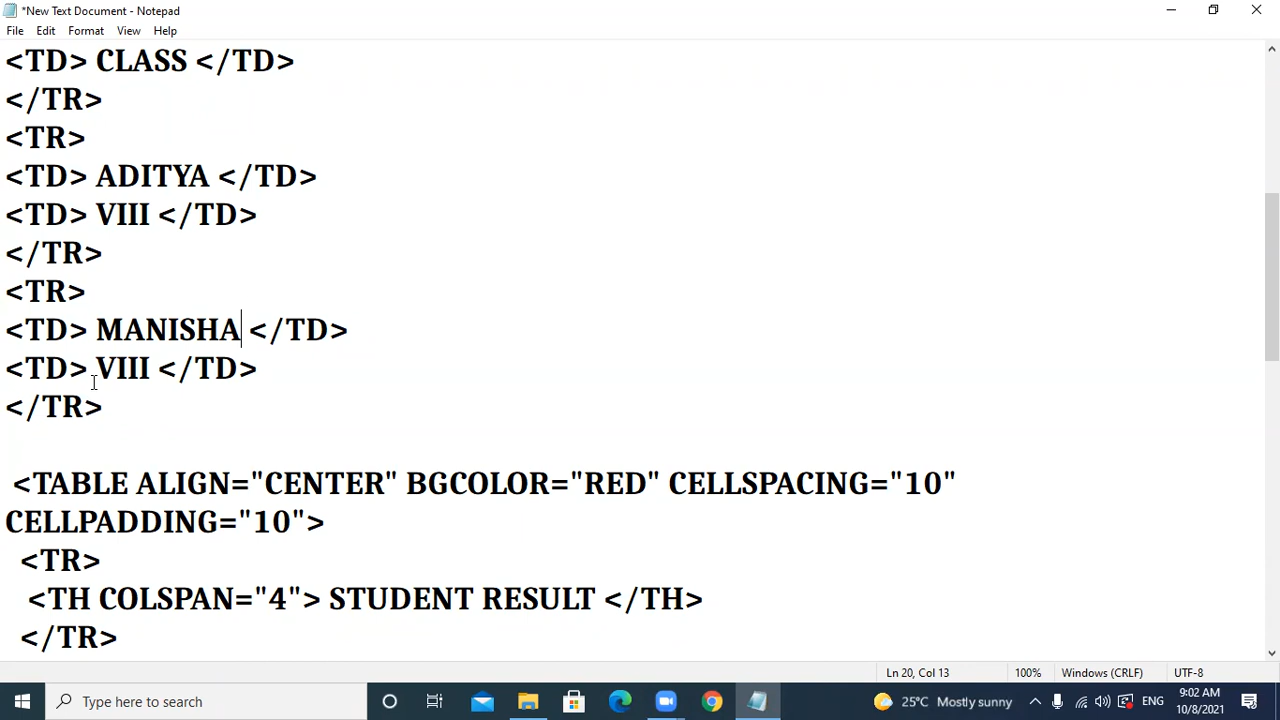 *New Text Document - Notepad
File Edit Format View Help
<TD> CLASS </TD>
</TR>
<TR>
<TD> ADITYA </TD>
<TD> VIII </TD>
</TR>
<TR>
<TD> MANISHA </TD>
<TD> VIII </TD>
</TR>
<TABLE ALIGN="CENTER" BGCOLOR="RED" CELLSPACING="10"
CELLPADDING="10">
<TR>
<TH COLSPAN="4"> STUDENT RESULT </TH>
</TR>
Ln 20, Col 13 100% Windows (CRLF) UTF-8
Type here to search 25°C Mostly sunny ENG 9:02 AM
10/8/2021